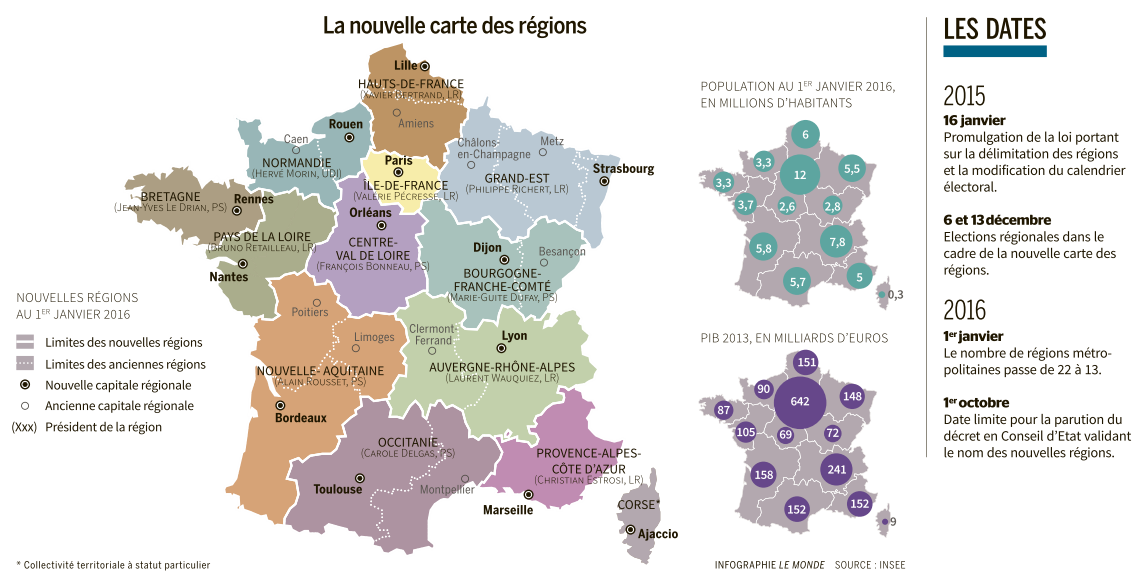 La nouvelle carte des régions
Lille
HAUTS-DE-FRANCE
(XAVIER BERTRAND, LR)
Amiens
Rouen
Caen
NORMANDIE
(HERVÉ MORIN, UDI)
Paris
ÎLE-DE-FRANCE
(VALÉRIE PÉCRESSE, LR)
Châlons
en-Champagne
Metz
GRAND-EST
(PHILIPPE RICHERT, LR)
Strasbourg
BRETAGNE
(JEAN-YVES LE DRIAN, PS)
Rennes
PAYS DE LA LOIRE
(BRUNO RETAILLEAU, LR)
Nantes
Orléans
CENTRE-
VAL DE LOIRE
(FRANÇOIS BONNEAU, PS)
Dijon
Besançon
BOURGOGNE-
FRANCHE-COMTÉ
(MARIE-GUITE DUFAY, PS)
Poitiers
Limoges
NOUVELLE- AQUITAINE
(ALAIN ROUSSET, PS)
Bordeaux
Clermont-
Ferrand
Lyon
AUVERGNE-RHÔNE-ALPES
(LAURENT WAUQUIEZ, LR)
OCCITANIE
(CAROLE DELGAS, PS)
Toulouse
Montpellier
PROVENCE-ALPES-
CÔTE D'AZUR
(CHRISTIAN ESTROSI, LR)
Marseille
CORSE*
Ajaccio
NOUVELLES RÉGIONS
AU 1ER JANVIER 2016
Limites des nouvelles régions
Limites des anciennes régions
Nouvelle capitale régionale
Ancienne capitale régionale
(Xxx) Président de la région
* Collectivité territoriale à statut particulier
POPULATION AU 1ER JANVIER 2016,
EN MILLIONS D'HABITANTS
6
3,3
12
5,5
3,3
3,7
2,6
2,8
5,8
7,8
5,7
5
0,3
PIB 2013, EN MILLIARDS D'EUROS
151
90
642
148
87
105
69
72
158
241
152
152
9
INFOGRAPHIE LE MONDE SOURCE : INSEE
LES DATES
2015
16 janvier
Promulgation de la loi portant
sur la délimitation des régions
et la modification du calendrier
électoral.
6 et 13 décembre
Elections régionales dans le
cadre de la nouvelle carte des
régions.
2016
1er janvier
Le nombre de régions métro-
politaines passe de 22 à 13.
1er octobre
Date limite pour la parution du
décret en Conseil d'Etat validant
le nom des nouvelles régions.